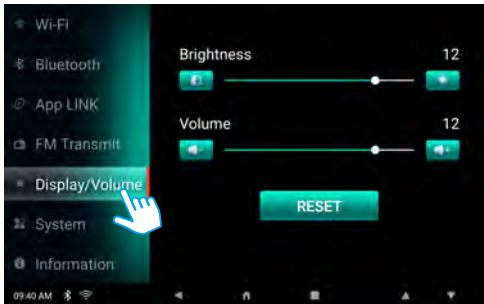 Wi-Fi
Bluetooth
App LINK
FM Transmit
Display/Volume
System
Information
09:40 AM
Brightness 12
Volume 12
RESET